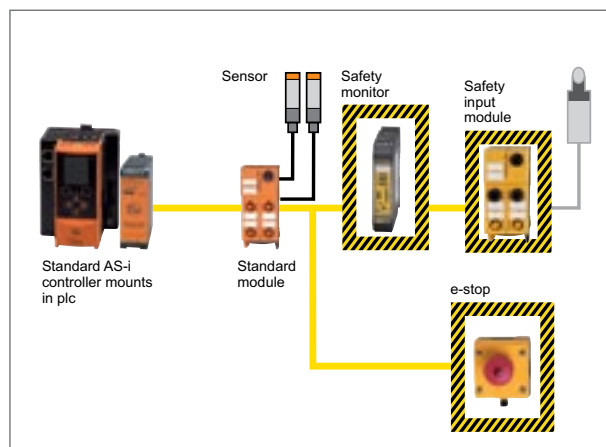 Sensor
Safety
monitor
Safety
input
module
Standard AS-i
controller mounts
in plc
Standard
module
e-stop